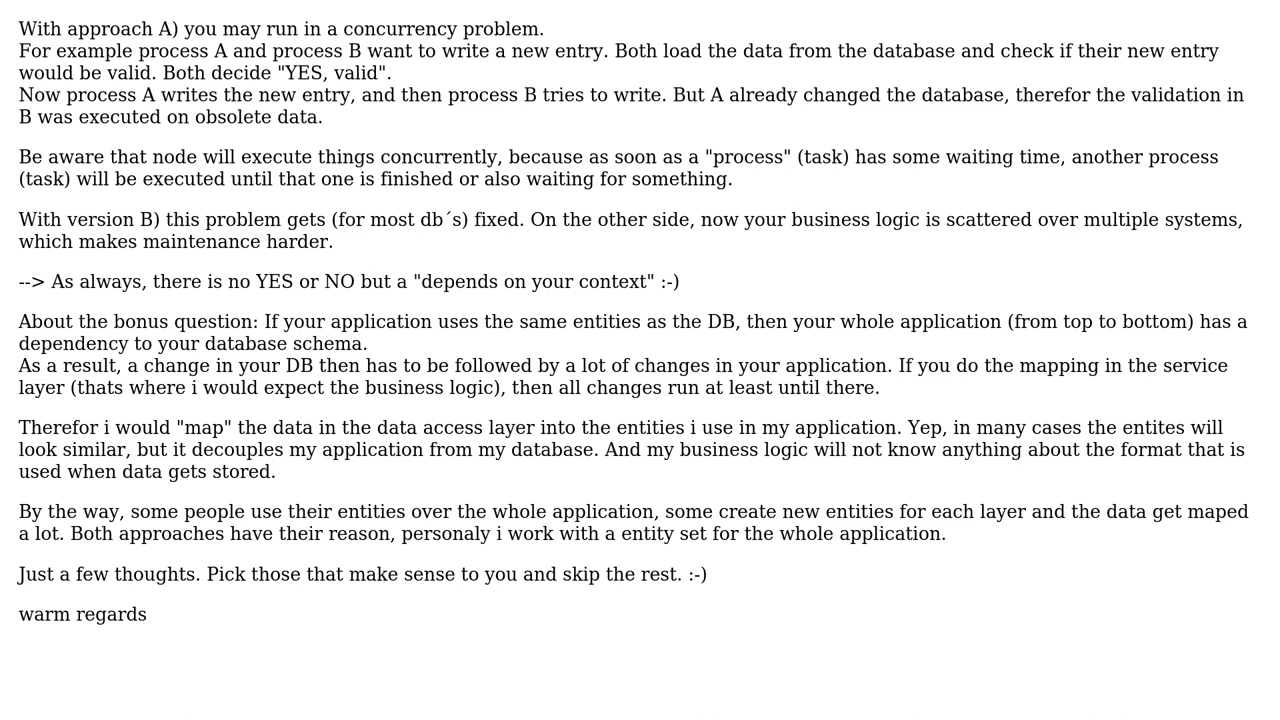 With approach A) you may run in a concurrency problem.
For example process A and process B want to write a new entry. Both load the data from the database and check if their new entry
would be valid. Both decide "YES, valid".
Now process A writes the new entry, and then process B tries to write. But A already changed the database, therefor the validation in
B was executed on obsolete data.
Be aware that node will execute things concurrently, because as soon as a "process" (task) has some waiting time, another process
(task) will be executed until that one is finished or also waiting for something.
With version B) this problem gets (for most db´s) fixed. On the other side, now your business logic is scattered over multiple systems,
which makes maintenance harder.
--> As always, there is no YES or NO but a "depends on your context" :-)
About the bonus question: If your application uses the same entities as the DB, then your whole application (from top to bottom) has a
dependency to your database schema.
As a result, a change in your DB then has to be followed by a lot of changes in your application. If you do the mapping in the service
layer (thats where i would expect the business logic), then all changes run at least until there.
Therefor i would "map" the data in the data access layer into the entities i use in my application. Yep, in many cases the entites will
look similar, but it decouples my application from my database. And my business logic will not know anything about the format that is
used when data gets stored.
By the way, some people use their entities over the whole application, some create new entities for each layer and the data get maped
a lot. Both approaches have their reason, personaly i work with a entity set for the whole application.
Just a few thoughts. Pick those that make sense to you and skip the rest. :-)
warm regards